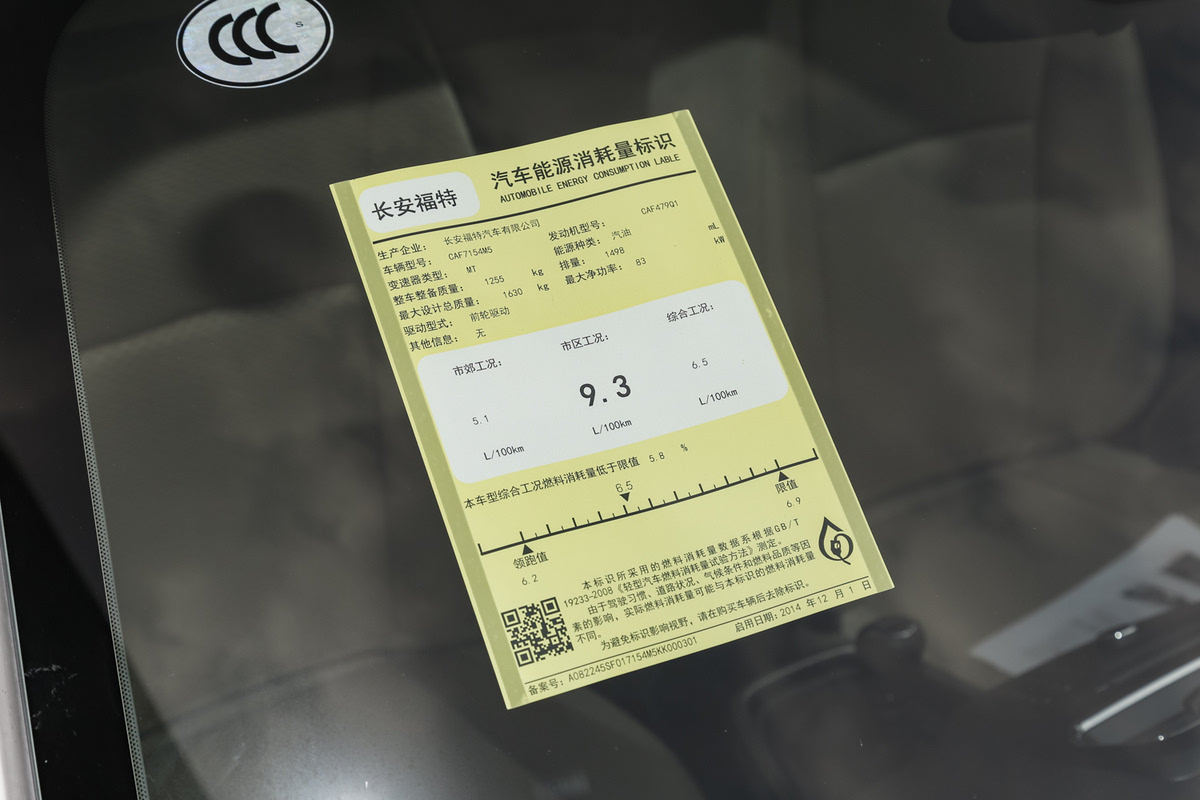 CCC S
长安福特
汽车能源消耗量标识
AUTOMOBILE ENERGY CONSUMPTION LABLE
生产企业: 长安福特汽车有限公司
车辆型号: CAF7154M5
变速器类型: MT
整车整备质量: 1255 kg
最大设计总质量: 1630 kg
驱动型式: 前轮驱动
其他信息: 无
发动机型号: CAF479Q1
能源种类: 汽油
排量: 1498 mL
最大净功率: 83 kW
市郊工况: 市区工况: 综合工况:
5.1 9.3 6.5
L/100km L/100km L/100km
本车型综合工况燃料消耗量低于限值 5.8 %
6.5
领跑值 限值
6.2 6.9
本标识所采用的燃料消耗量数据系根据GB/T
19233-2008《轻型汽车燃料消耗量试验方法》测定。
由于驾驶习惯、道路状况、气候条件和燃料品质等因
素的影响，实际燃料消耗量可能与本标识的燃料消耗量
不同。
为避免标识影响视野，请在购买车辆后去除标识。
备案号: A082245SF017154M5KK000301 启用日期: 2014 年 12 月 1 日